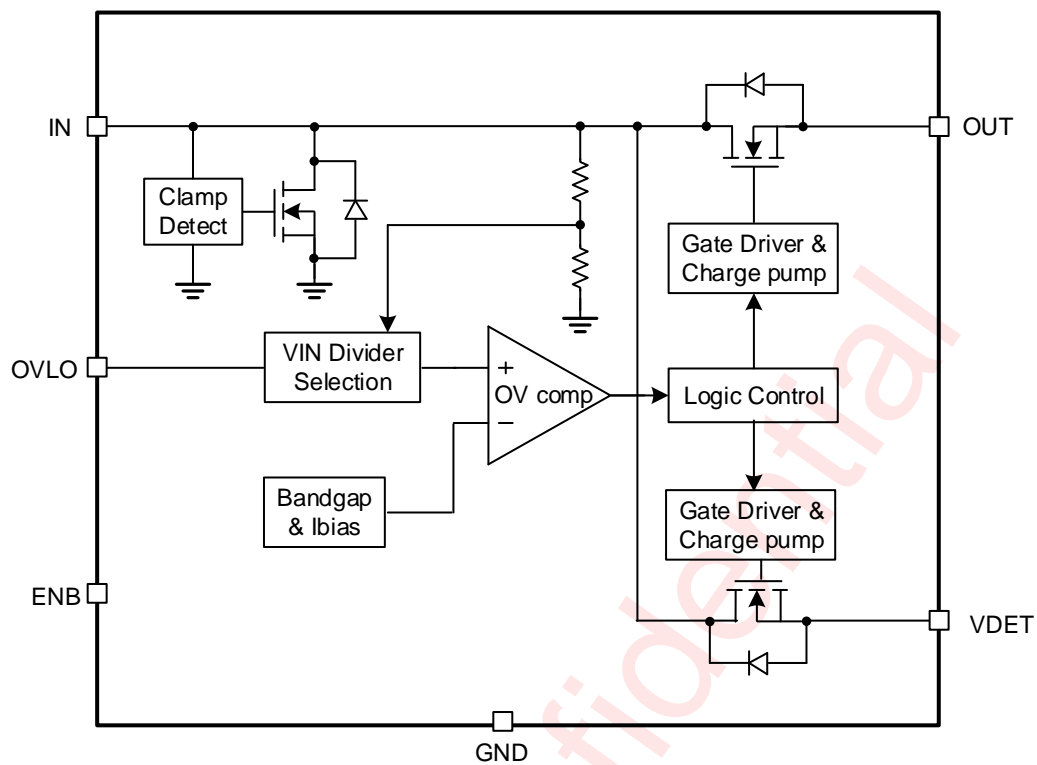 IN
OUT
Clamp
Detect
Gate Driver &
Charge pump
OVLO
VIN Divider
Selection
+
OV comp
−
Logic Control
Bandgap
& Ibias
Gate Driver &
Charge pump
ENB
VDET
GND
fidential